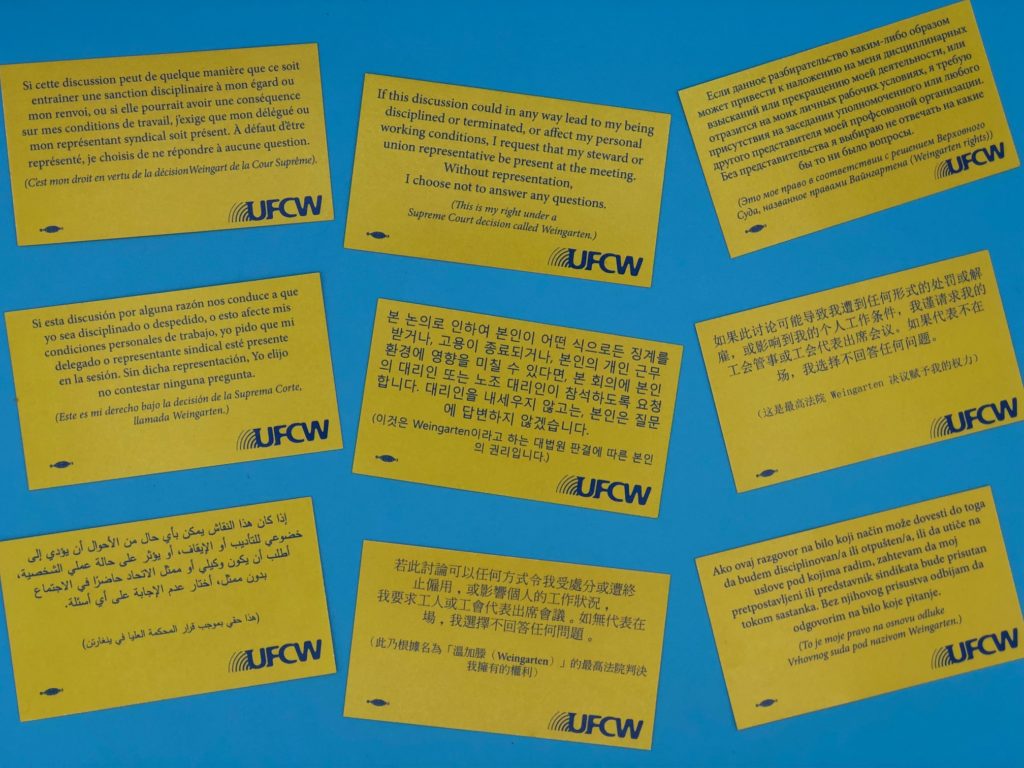 Si cette discussion peut de quelque manière que ce soit
entraîner une sanction disciplinaire à mon égard ou
mon renvoi, ou si elle pourrait avoir une conséquence
sur mes conditions de travail, j'exige que mon délégué ou
mon représentant syndical soit présent. À défaut d'être
représenté, je choisis de ne répondre à aucune question.
(C'est mon droit en vertu de la décisionWeingart de la Cour Suprême).
UFCW
If this discussion could in any way lead to my being
disciplined or terminated, or affect my personal
working conditions, I request that my steward or
union representative be present at the meeting.
Without representation,
I choose not to answer any questions.
(This is my right under a
Supreme Court decision called Weingarten.)
UFCW
Если данное разбирательство каким-либо образом
может привести к наложению на меня дисциплинарных
взысканий или прекращению моей деятельности, или
отразится на моих личных рабочих условиях, я требую
присутствия на заседании уполномоченного или любого
другого представителя моей профсоюзной организации.
Без представительства я выбираю не отвечать на какие
бы то ни было вопросы.
(Это мое право в соответствии с решением Верховного
Суда, названное правами Вайнгартена (Weingarten rights))
UFCW
Si esta discusión por alguna razón nos conduce a que
yo sea disciplinado o despedido, o esto afecte mis
condiciones personales de trabajo, yo pido que mi
delegado o representante sindical esté presente
en la sesión. Sin dicha representación, Yo elijo
no contestar ninguna pregunta.
(Este es mi derecho bajo la decisión de la Suprema Corte,
llamada Weingarten.)
UFCW
본 논의로 인하여 본인이 어떤 식으로든 징계를
받거나, 고용이 종료되거나, 본인의 개인 근무
환경에 영향을 미칠 수 있다면, 본 회의에 본인
의 대리인 또는 노조 대리인이 참석하도록 요청
합니다. 대리인을 내세우지 않고는, 본인은 질문
에 답변하지 않겠습니다.
(이것은 Weingarten이라고 하는 대법원 판결에 따른 본인
의 권리입니다.)
UFCW
如果此讨论可能导致我遭到任何形式的处罚或解
雇，或影响到我的个人工作条件，我谨请求我的
工会管事或工会代表出席会议。如果代表不在
场，我选择不回答任何问题。
(这是最高法院 Weingarten 决议赋予我的权力)
UFCW
إذا كان هذا النقاش يمكن بأي حال من الأحوال أن يؤدي إلى
خضوعي للتأديب أو الإيقاف، أو يؤثر على حالة عملي الشخصية،
أطلب أن يكون وكيلي أو ممثل الاتحاد حاضرًا في الاجتماع
بدون ممثل، أختار عدم الإجابة على أي أسئلة.
(هذا حقي بموجب قرار المحكمة العليا في ينغارتن)
UFCW
若此討論可以任何方式令我受處分或遭終
止僱用，或影響個人的工作狀況，
我要求工人或工會代表出席會議。如無代表在
場，我選擇不回答任何問題。
(此乃根據名為「溫加滕（Weingarten）」的最高法院判決
我擁有的權利)
UFCW
Ako ovaj razgovor na bilo koji način može dovesti do toga
da budem disciplinovan/a ili otpušten/a, ili da utiče na
uslove pod kojima radim, zahtevam da moj
pretpostavljeni ili predstavnik sindikata bude prisutan
tokom sastanka. Bez njihovog prisustva odbijam da
odgovorim na bilo koje pitanje.
(To je moje pravo na osnovu odluke
Vrhovnog suda pod nazivom Weingarten.)
UFCW